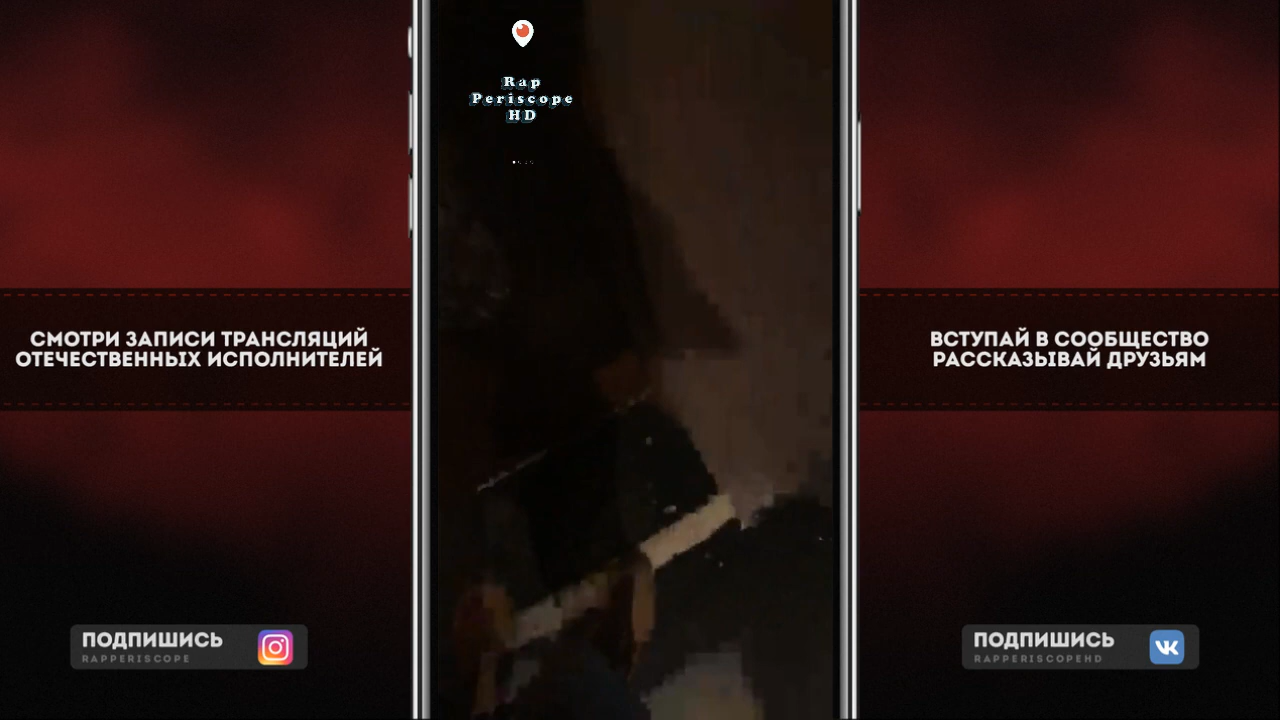 Rap
Periscope
HD
СМОТРИ ЗАПИСИ ТРАНСЛЯЦИЙ
ОТЕЧЕСТВЕННЫХ ИСПОЛНИТЕЛЕЙ
ВСТУПАЙ В СООБЩЕСТВО
РАССКАЗЫВАЙ ДРУЗЬЯМ
ПОДПИШИСЬ
RAPPERISCOPE
ПОДПИШИСЬ
RAPPERISCOPEHD